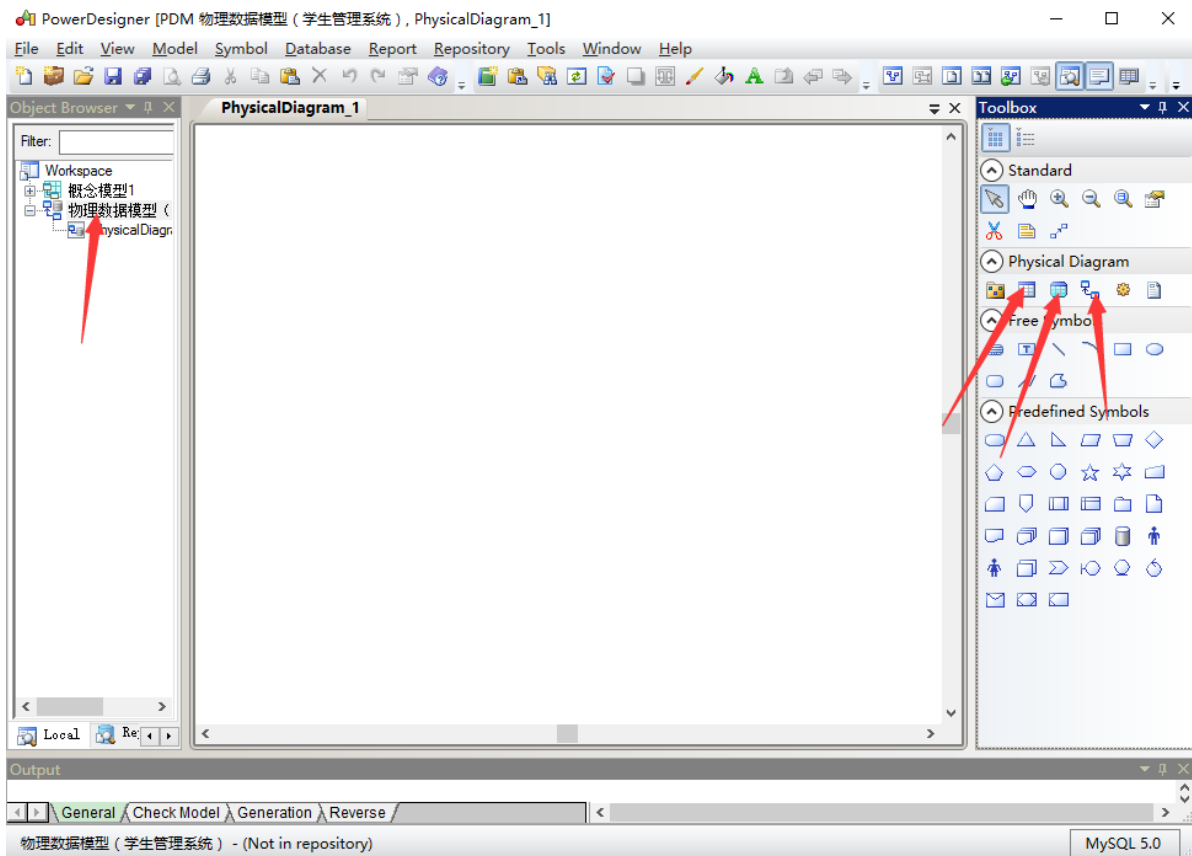 PowerDesigner [PDM 物理数据模型（学生管理系统）, PhysicalDiagram_1]
File Edit View Model Symbol Database Report Repository Tools Window Help
Object Browser
PhysicalDiagram_1
Toolbox
Filter:
Workspace
概念模型1
物理数据模型（
hysicalDiagr
Standard
Physical Diagram
Free Symbo
Predefined Symbols
Local
Re
Output
General Check Model Generation Reverse
物理数据模型（学生管理系统） - (Not in repository)
MySQL 5.0